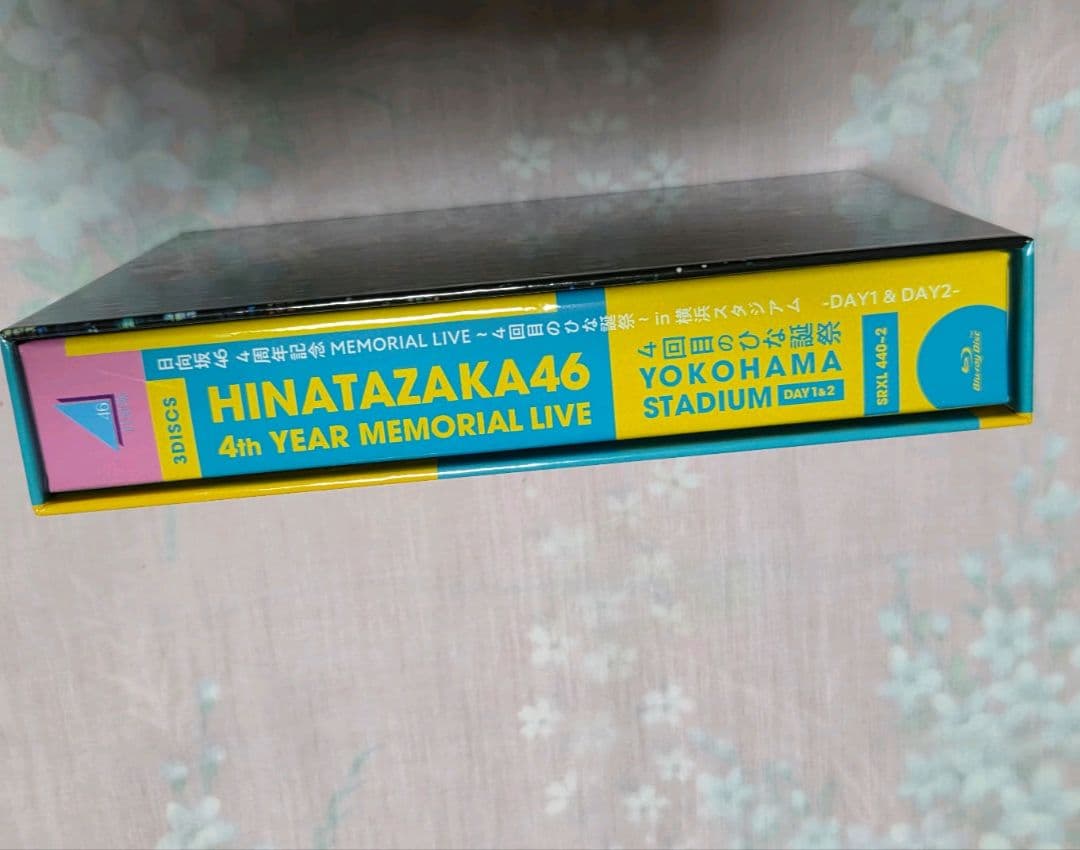 46
3DISCS
日向坂46 4周年記念 MEMORIAL LIVE ~4回目のひな誕祭~ in 横浜スタジアム -DAY1 & DAY2-
HINATAZAKA46
4th YEAR MEMORIAL LIVE
4回目のひな誕祭
YOKOHAMA
STADIUM DAY1&2
SRXL 440~2
Blu-ray Disc